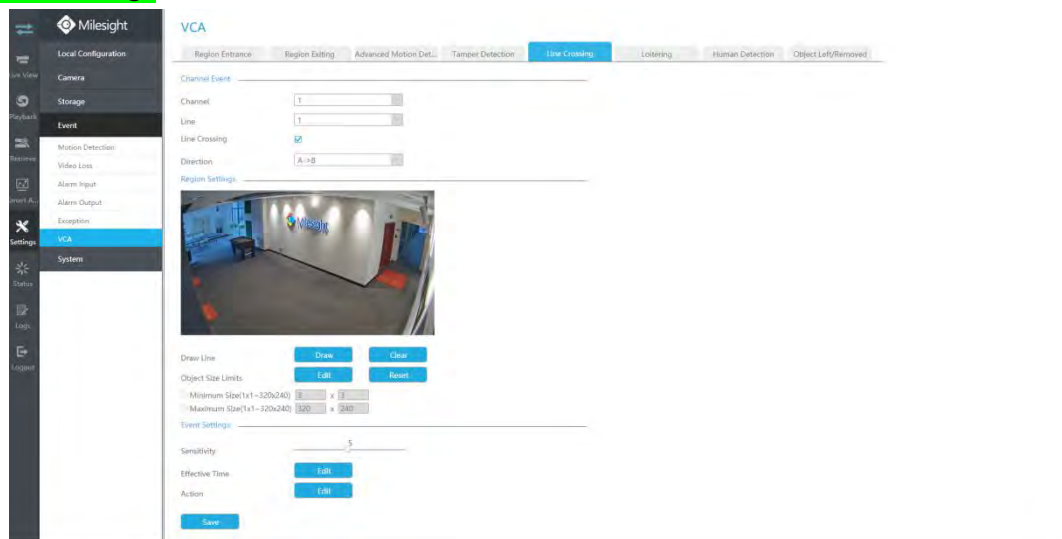 Milesight
Live View
Playback
Retrieve
Smart A...
Settings
Status
Logs
Logout
Local Configuration
Camera
Storage
Event
Motion Detection
Video Loss
Alarm Input
Alarm Output
Exception
VCA
System
VCA
Region Entrance
Region Exiting
Advanced Motion Det...
Tamper Detection
Line Crossing
Loitering
Human Detection
Object Left/Removed
Channel Event
Channel 1
Line 1
Line Crossing
Direction A->B
Region Settings
Milesight
Draw Line Draw Clear
Object Size Limits Edit Reset
Minimum Size(1x1~320x240) 3 x 3
Maximum Size(1x1~320x240) 320 x 240
Event Settings
Sensitivity 5
Effective Time Edit
Action Edit
Save